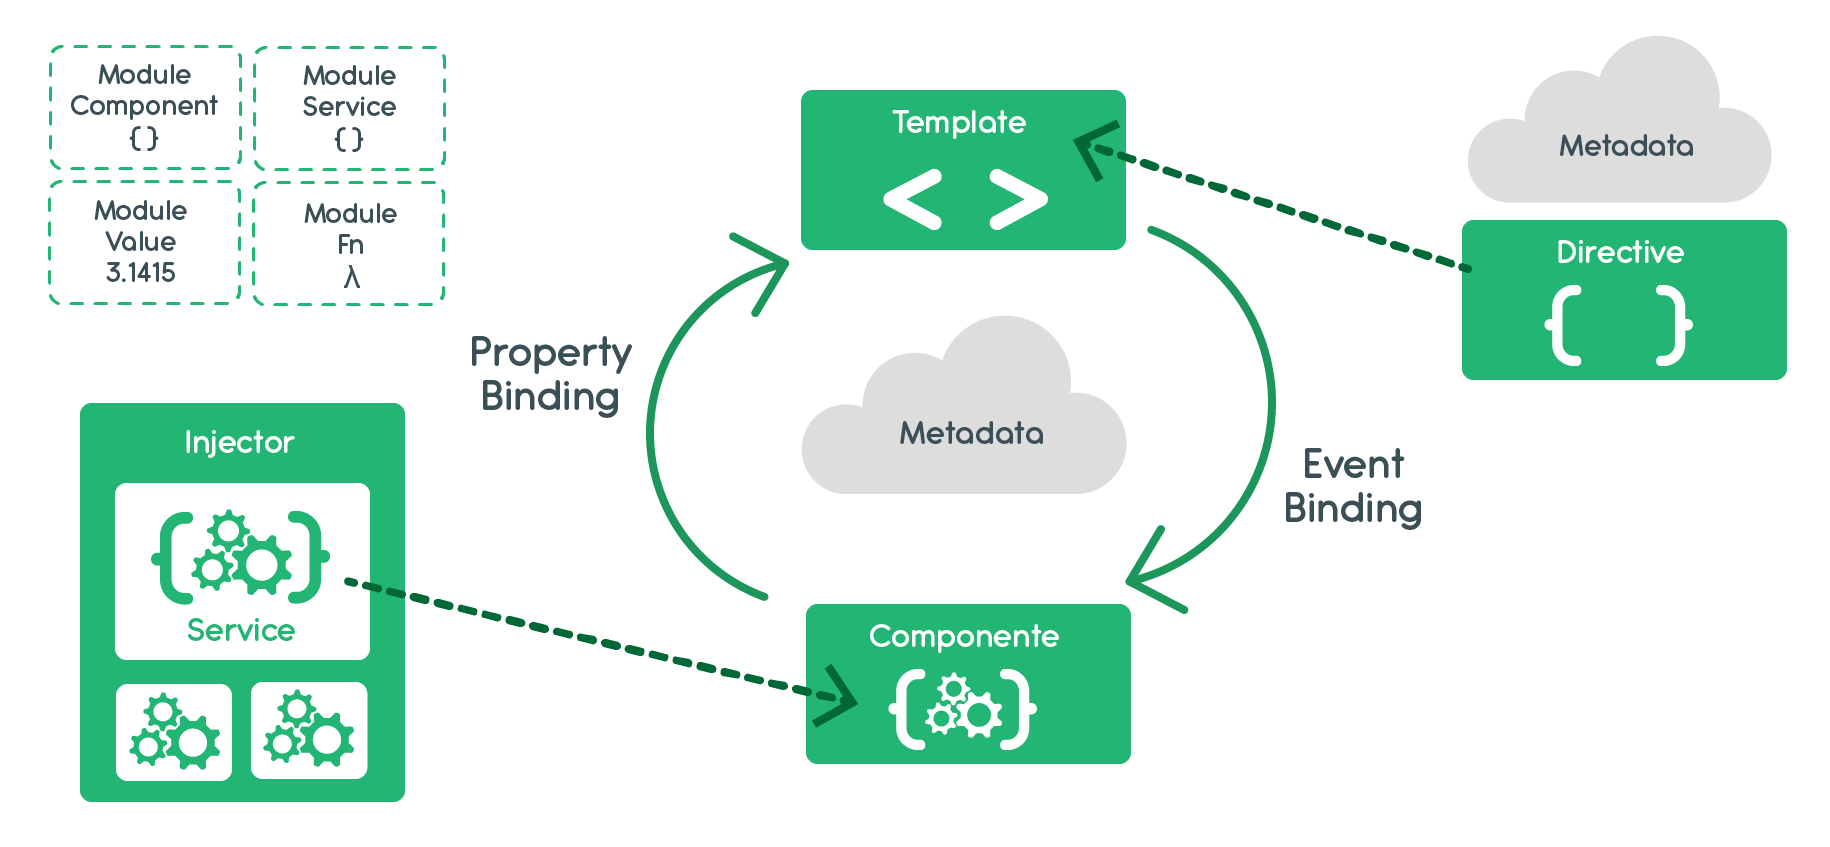 Module
Component
{}
Module
Service
{}
Module
Value
3.1415
Module
Fn
λ
Template
< >
Metadata
Directive
{ }
Property
Binding
Metadata
Event
Binding
Injector
{ }
Service
Componente
{ }